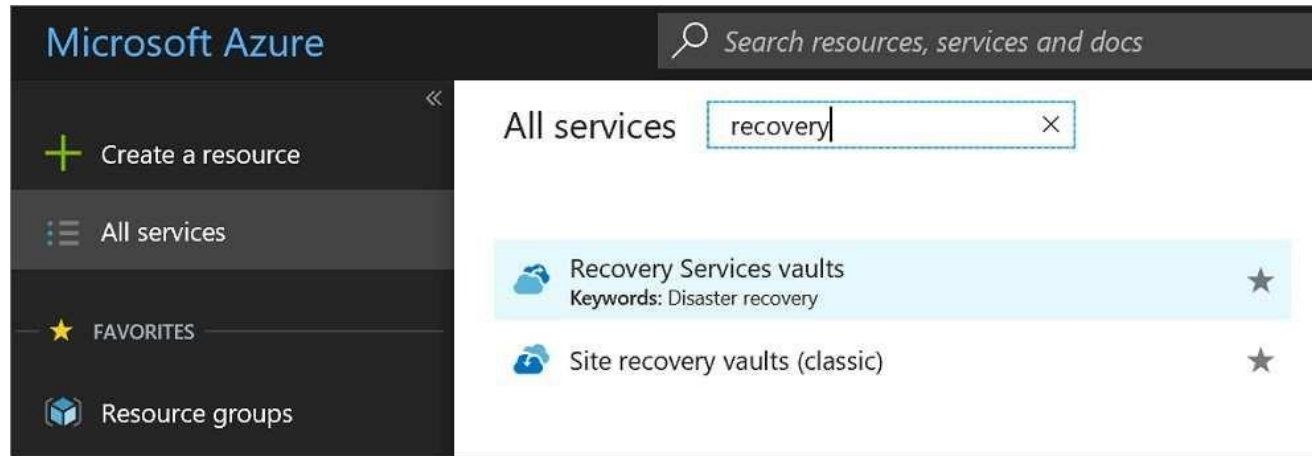 Microsoft Azure
Search resources, services and docs
Create a resource
All services
FAVORITES
Resource groups
All services
recovery
Recovery Services vaults
Keywords: Disaster recovery
Site recovery vaults (classic)